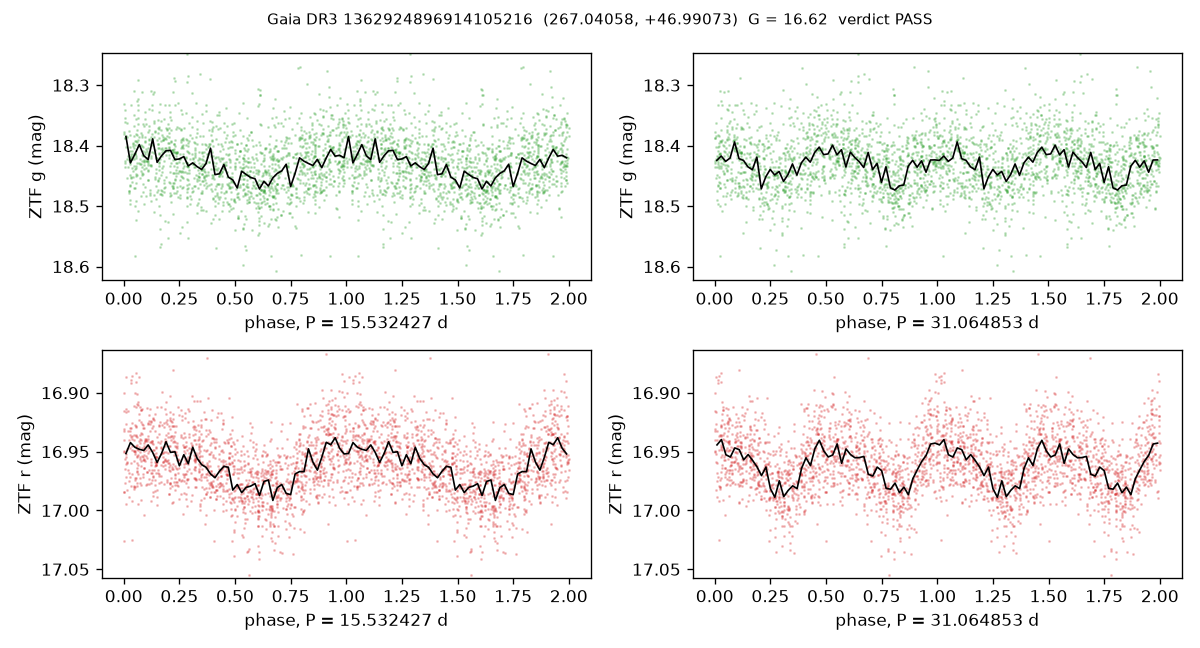 Gaia DR3 1362924896914105216 (267.04058, +46.99073) G = 16.62 verdict PASS
ZTF g (mag)
18.3
18.4
18.5
18.6
0.00 0.25 0.50 0.75 1.00 1.25 1.50 1.75 2.00
phase, P = 15.532427 d
ZTF g (mag)
18.3
18.4
18.5
18.6
0.00 0.25 0.50 0.75 1.00 1.25 1.50 1.75 2.00
phase, P = 31.064853 d
ZTF r (mag)
16.90
16.95
17.00
17.05
0.00 0.25 0.50 0.75 1.00 1.25 1.50 1.75 2.00
phase, P = 15.532427 d
ZTF r (mag)
16.90
16.95
17.00
17.05
0.00 0.25 0.50 0.75 1.00 1.25 1.50 1.75 2.00
phase, P = 31.064853 d